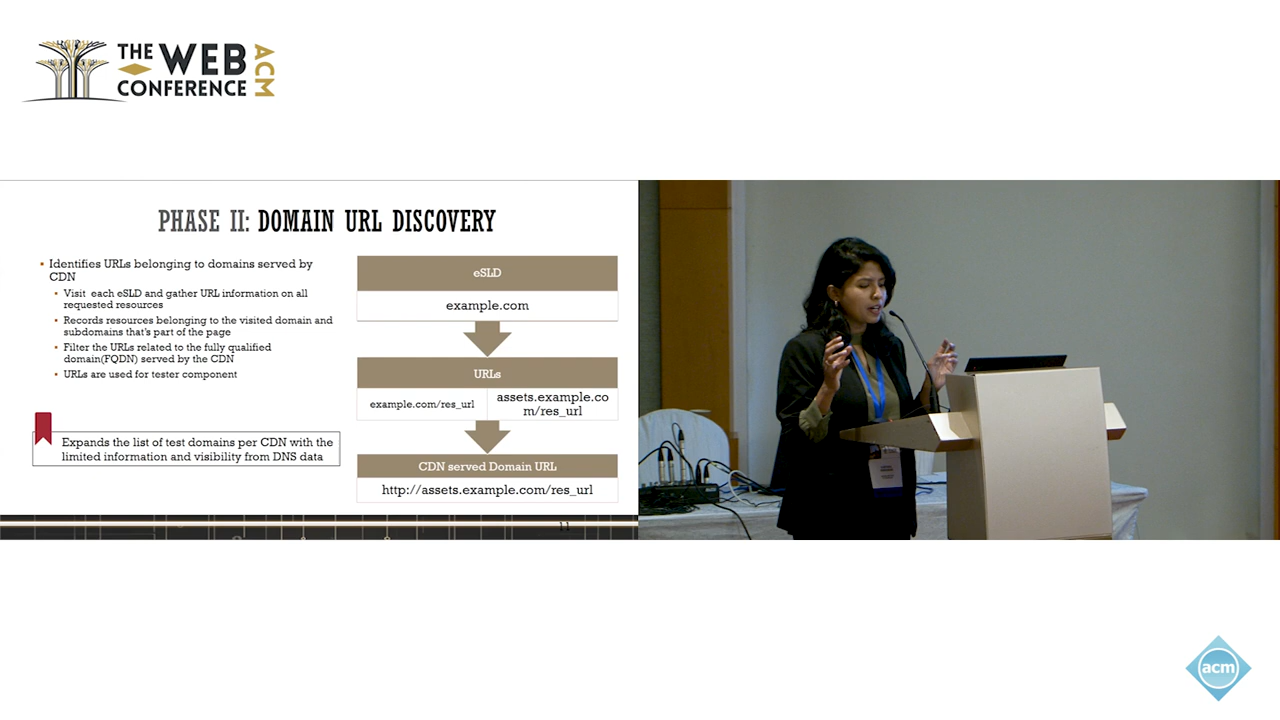 THE WEB
CONFERENCE
ACM
PHASE II: DOMAIN URL DISCOVERY
• Identifies URLs belonging to domains served by
CDN
• Visit each eSLD and gather URL information on all
requested resources
• Records resources belonging to the visited domain and
subdomains that's part of the page
• Filter the URLs related to the fully qualified
domain(FQDN) served by the CDN
• URLs are used for tester component
Expands the list of test domains per CDN with the
limited information and visibility from DNS data
eSLD
example.com
URLs
example.com/res_url
assets.example.co
m/res_url
CDN served Domain URL
http://assets.example.com/res_url
11
acm